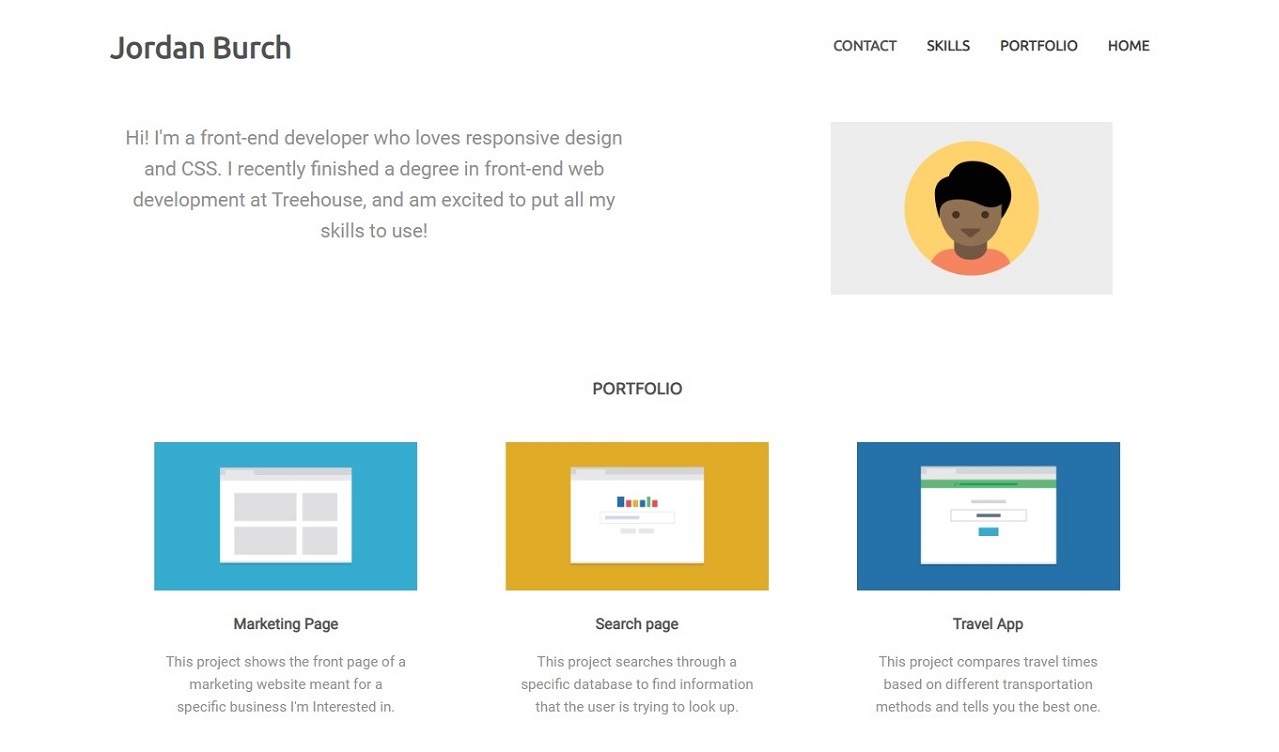 Jordan Burch
CONTACT SKILLS PORTFOLIO HOME
Hi! I'm a front-end developer who loves responsive design
and CSS. I recently finished a degree in front-end web
development at Treehouse, and am excited to put all my
skills to use!
PORTFOLIO
Marketing Page
This project shows the front page of a
marketing website meant for a
specific business I'm Interested in.
Search page
This project searches through a
specific database to find information
that the user is trying to look up.
Travel App
This project compares travel times
based on different transportation
methods and tells you the best one.